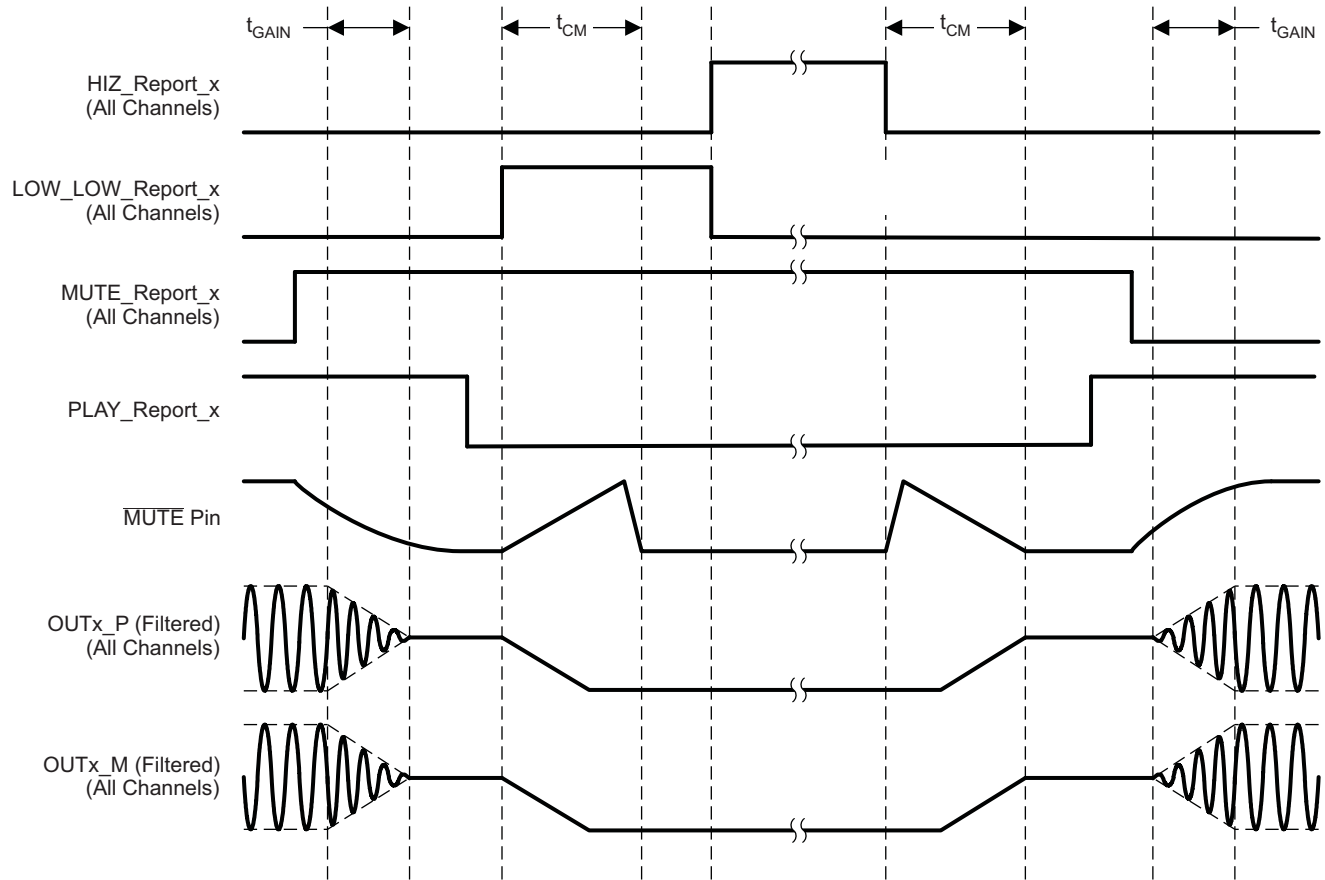 tGAIN
tCM
tCM
tGAIN
HIZ_Report_x
(All Channels)
LOW_LOW_Report_x
(All Channels)
MUTE_Report_x
(All Channels)
PLAY_Report_x
MUTE Pin
OUTx_P (Filtered)
(All Channels)
OUTx_M (Filtered)
(All Channels)